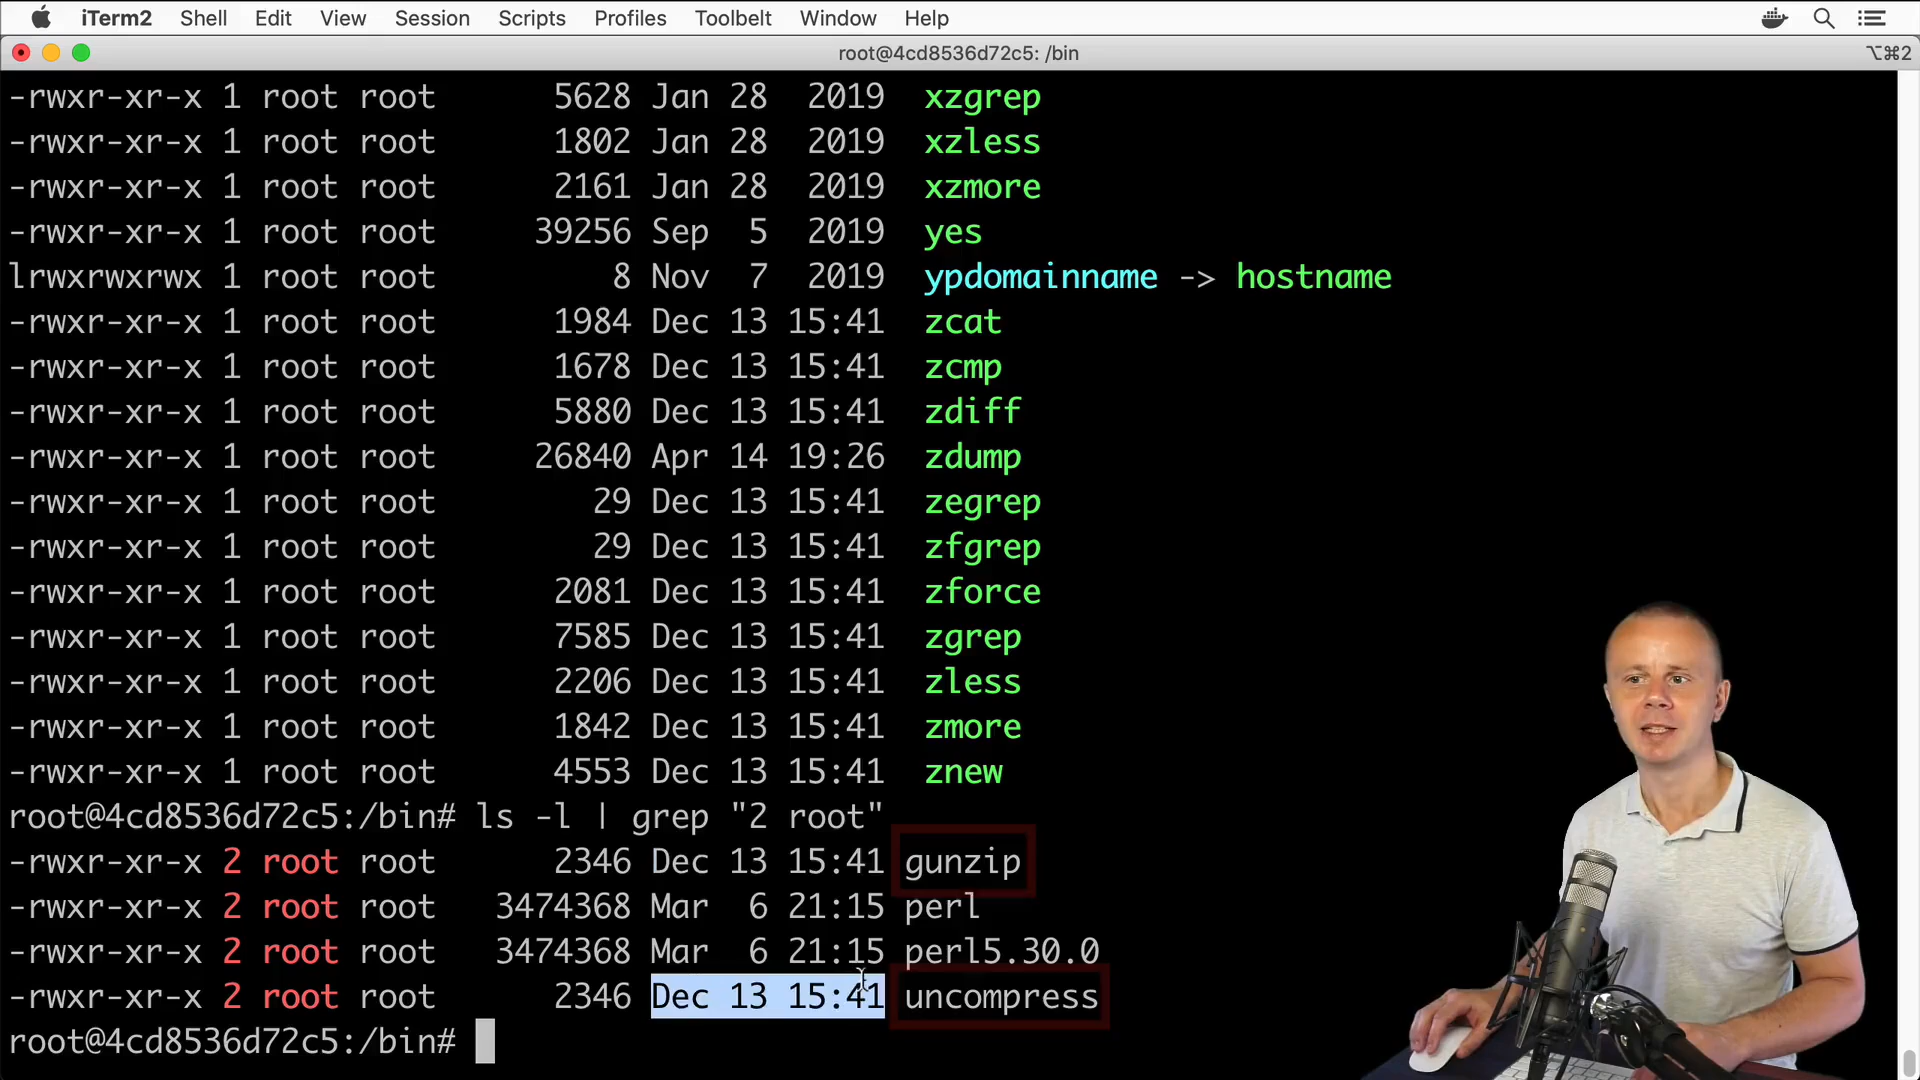 iTerm2 Shell Edit View Session Scripts Profiles Toolbelt Window Help
root@4cd8536d72c5: /bin ⌥⌘2
-rwxr-xr-x 1 root root 5628 Jan 28 2019 xzgrep
-rwxr-xr-x 1 root root 1802 Jan 28 2019 xzless
-rwxr-xr-x 1 root root 2161 Jan 28 2019 xzmore
-rwxr-xr-x 1 root root 39256 Sep 5 2019 yes
lrwxrwxrwx 1 root root 8 Nov 7 2019 ypdomainname -> hostname
-rwxr-xr-x 1 root root 1984 Dec 13 15:41 zcat
-rwxr-xr-x 1 root root 1678 Dec 13 15:41 zcmp
-rwxr-xr-x 1 root root 5880 Dec 13 15:41 zdiff
-rwxr-xr-x 1 root root 26840 Apr 14 19:26 zdump
-rwxr-xr-x 1 root root 29 Dec 13 15:41 zegrep
-rwxr-xr-x 1 root root 29 Dec 13 15:41 zfgrep
-rwxr-xr-x 1 root root 2081 Dec 13 15:41 zforce
-rwxr-xr-x 1 root root 7585 Dec 13 15:41 zgrep
-rwxr-xr-x 1 root root 2206 Dec 13 15:41 zless
-rwxr-xr-x 1 root root 1842 Dec 13 15:41 zmore
-rwxr-xr-x 1 root root 4553 Dec 13 15:41 znew
root@4cd8536d72c5:/bin# ls -l | grep "2 root"
-rwxr-xr-x 2 root root 2346 Dec 13 15:41 gunzip
-rwxr-xr-x 2 root root 3474368 Mar 6 21:15 perl
-rwxr-xr-x 2 root root 3474368 Mar 6 21:15 perl5.30.0
-rwxr-xr-x 2 root root 2346 Dec 13 15:41 uncompress
root@4cd8536d72c5:/bin#